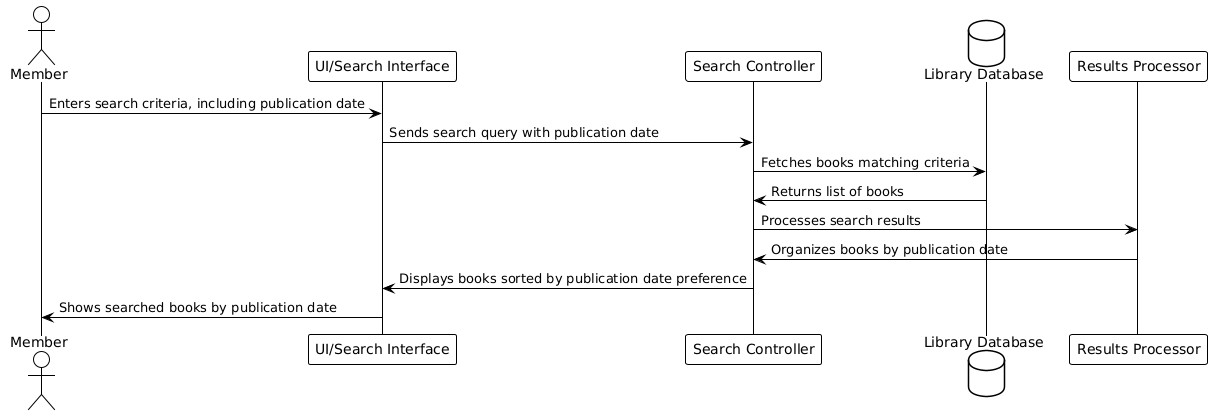 Member
UI/Search Interface
Search Controller
Library Database
Results Processor
Enters search criteria, including publication date
Sends search query with publication date
Fetches books matching criteria
Returns list of books
Processes search results
Organizes books by publication date
Displays books sorted by publication date preference
Shows searched books by publication date
Member
UI/Search Interface
Search Controller
Library Database
Results Processor